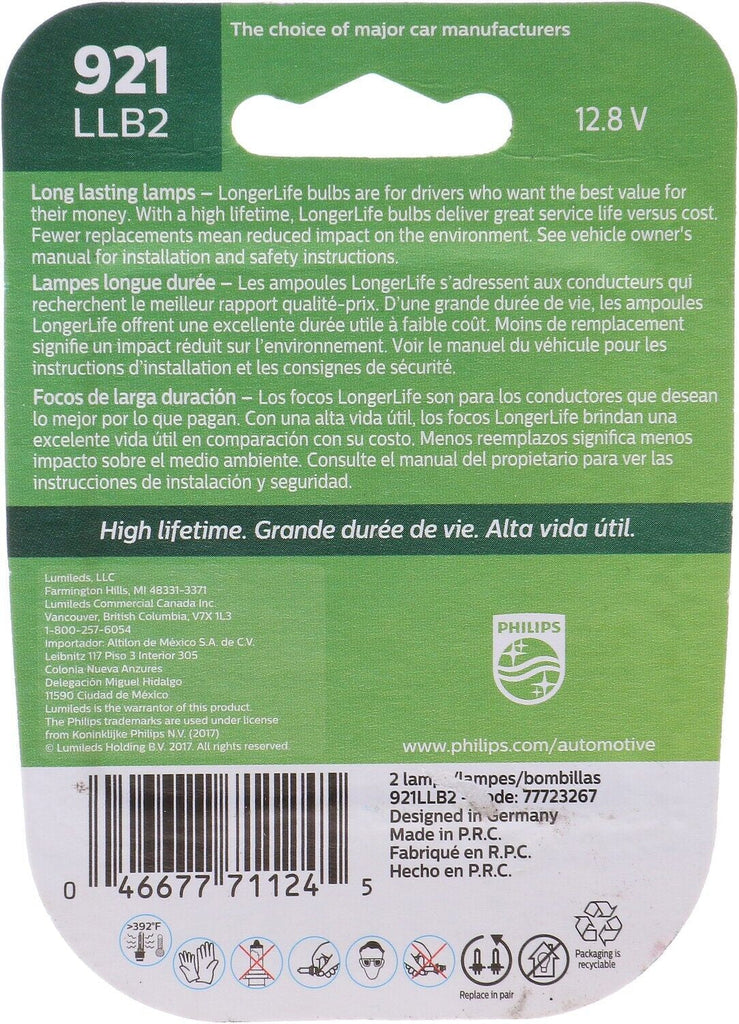 The choice of major car manufacturers
921
LLB2
12.8 V
Long lasting lamps – LongerLife bulbs are for drivers who want the best value for
their money. With a high lifetime, LongerLife bulbs deliver great service life versus cost.
Fewer replacements mean reduced impact on the environment. See vehicle owner's
manual for installation and safety instructions.
Lampes longue durée – Les ampoules LongerLife s'adressent aux conducteurs qui
recherchent le meilleur rapport qualité-prix. D'une grande durée de vie, les ampoules
LongerLife offrent une excellente durée utile à faible coût. Moins de remplacement
signifie un impact réduit sur l'environnement. Voir le manuel du véhicule pour les
instructions d'installation et les consignes de sécurité.
Focos de larga duración – Los focos LongerLife son para los conductores que desean
lo mejor por lo que pagan. Con una alta vida útil, los focos LongerLife brindan una
excelente vida útil en comparación con su costo. Menos reemplazos significa menos
impacto sobre el medio ambiente. Consulte el manual del propietario para ver las
instrucciones de instalación y seguridad.
High lifetime. Grande durée de vie. Alta vida útil.
Lumileds, LLC
Farmington Hills, MI 48331-3371
Lumileds Commercial Canada Inc.
Vancouver, British Columbia, V7X 1L3
1-800-257-6054
Importador: Altilon de México S.A. de C.V.
Leibnitz 117 Piso 3 Interior 305
Colonia Nueva Anzures
Delegación Miguel Hidalgo
11590 Ciudad de México
Lumileds is the warrantor of this product.
The Philips trademarks are used under license
from Koninklijke Philips N.V. (2017)
© Lumileds Holding B.V. 2017. All rights reserved.
PHILIPS
www.philips.com/automotive
2 lamp /lampes/bombillas
921LLB2 - ode: 77723267
Designed in Germany
Made in P.R.C.
Fabriqué en R.P.C.
Hecho en P.R.C.
0 46677 71124 5
>392°F
Replace in pair
Packaging is
recyclable